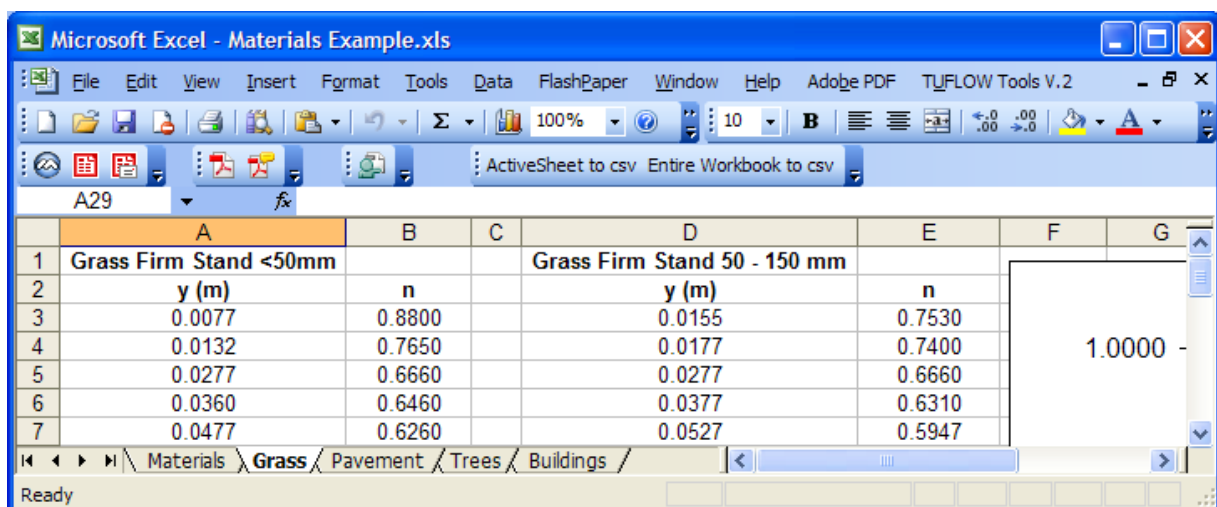 Microsoft Excel - Materials Example.xls
File Edit View Insert Format Tools Data FlashPaper Window Help Adobe PDF TUFLOW Tools V.2
Σ 100% 10 B
ActiveSheet to csv Entire Workbook to csv
A29 fx
A B C D E F G
1 Grass Firm Stand <50mm Grass Firm Stand 50 - 150 mm
2 y (m) n y (m) n
3 0.0077 0.8800 0.0155 0.7530
4 0.0132 0.7650 0.0177 0.7400 1.0000
5 0.0277 0.6660 0.0277 0.6660
6 0.0360 0.6460 0.0377 0.6310
7 0.0477 0.6260 0.0527 0.5947
Materials Grass Pavement Trees Buildings
Ready